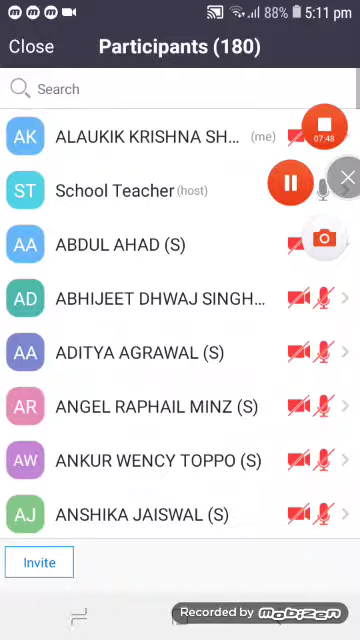 88% 5:11 pm
Close Participants (180)
Search
AK ALAUKIK KRISHNA SH... (me)
07:48
ST School Teacher (host)
AA ABDUL AHAD (S)
AD ABHIJEET DHWAJ SINGH...
AA ADITYA AGRAWAL (S)
AR ANGEL RAPHAIL MINZ (S)
AW ANKUR WENCY TOPPO (S)
AJ ANSHIKA JAISWAL (S)
Invite
Recorded by mobizen